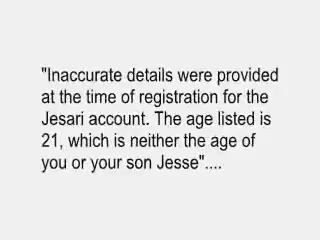 "Inaccurate details were provided
at the time of registration for the
Jesari account. The age listed is
21, which is neither the age of
you or your son Jesse"....